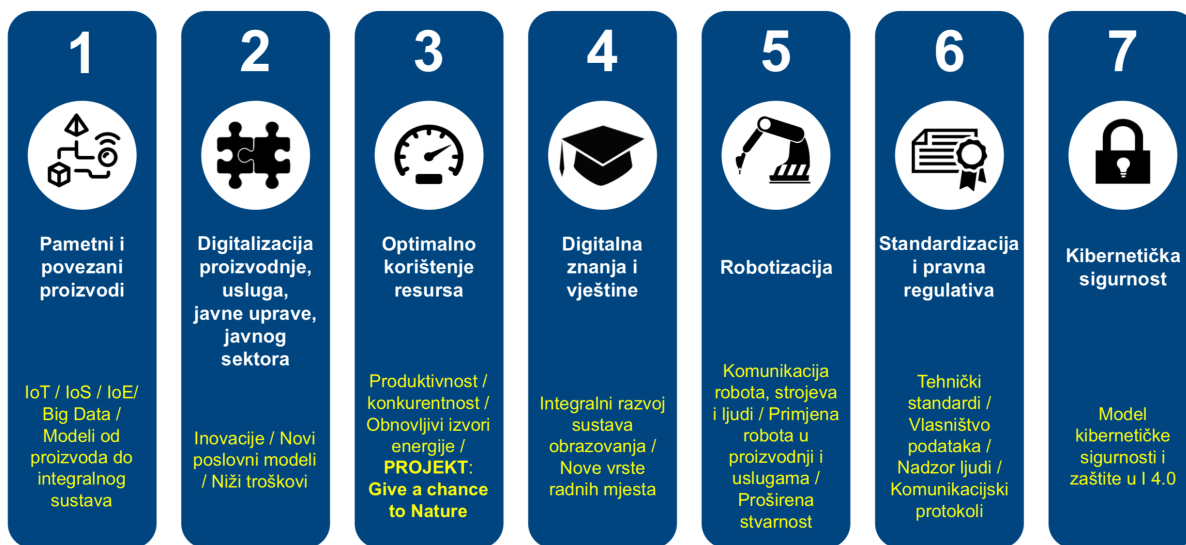 1
Pametni i
povezani
proizvodi
IoT / IoS / IoE/
Big Data /
Modeli od
proizvoda do
integralnog
sustava
2
Digitalizacija
proizvodnje,
usluga,
javne uprave,
javnog
sektora
Inovacije / Novi
poslovni modeli
/ Niži troškovi
3
Optimalno
korištenje
resursa
Produktivnost /
konkurentnost /
Obnovljivi izvori
energije /
PROJEKT:
Give a chance
to Nature
4
Digitalna
znanja i
vještine
Integralni razvoj
sustava
obrazovanja /
Nove vrste
radnih mjesta
5
Robotizacija
Komunikacija
robota, strojeva
i ljudi / Primjena
robota u
proizvodnji i
uslugama /
Proširena
stvarnost
6
Standardizacija
i pravna
regulativa
Tehnički
standardi /
Vlasništvo
podataka /
Nadzor ljudi /
Komunikacijski
protokoli
7
Kibernetička
sigurnost
Model
kibernetičke
sigurnosti i
zaštite u I 4.0